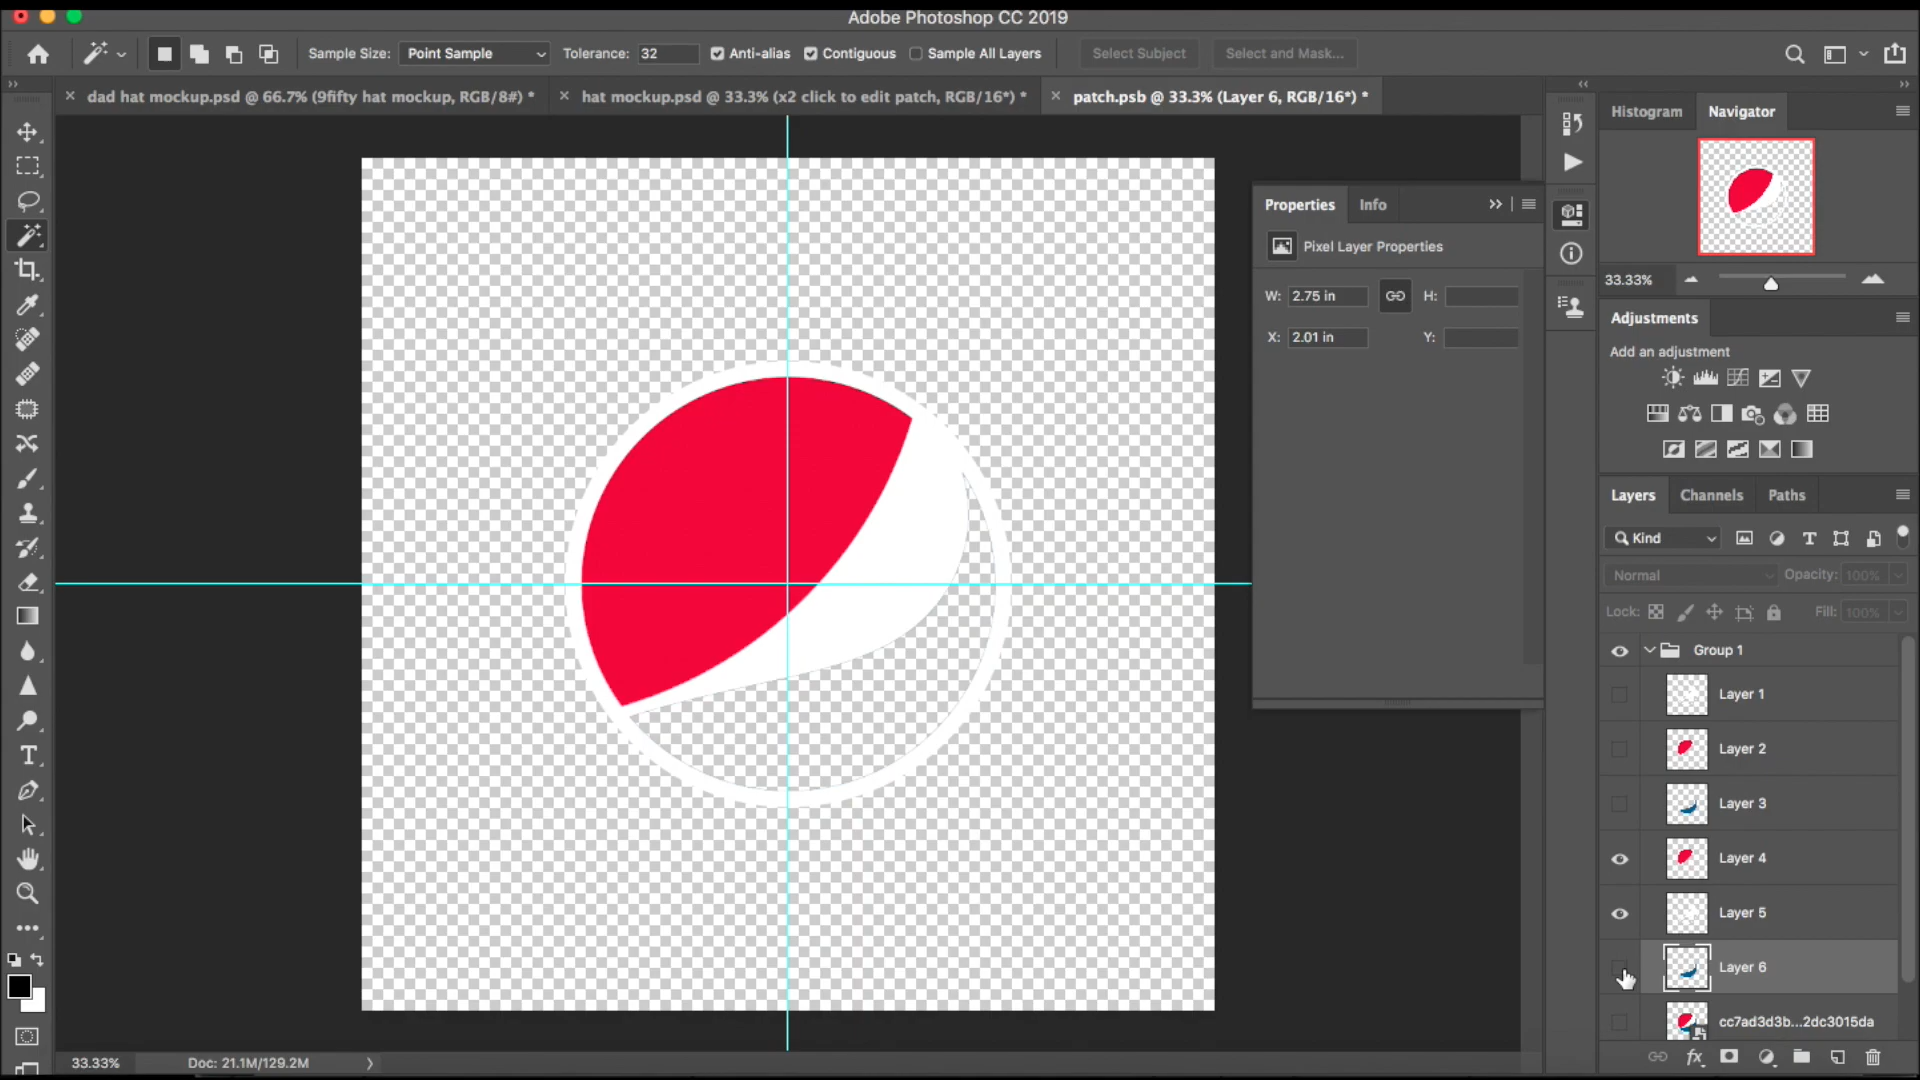 Adobe Photoshop CC 2019
Sample Size: Point Sample Tolerance: 32 Anti-alias Contiguous Sample All Layers Select Subject Select and Mask...
dad hat mockup.psd @ 66.7% (9fifty hat mockup, RGB/8#) * hat mockup.psd @ 33.3% (x2 click to edit patch, RGB/16*) * patch.psb @ 33.3% (Layer 6, RGB/16*) *
Histogram Navigator
Properties Info
Pixel Layer Properties
W: 2.75 in H:
X: 2.01 in Y:
33.33%
Adjustments
Add an adjustment
Layers Channels Paths
Kind
Normal Opacity: 100%
Lock: Fill: 100%
Group 1
Layer 1
Layer 2
Layer 3
Layer 4
Layer 5
Layer 6
cc7ad3d3b...2dc3015da
33.33% Doc: 21.1M/129.2M